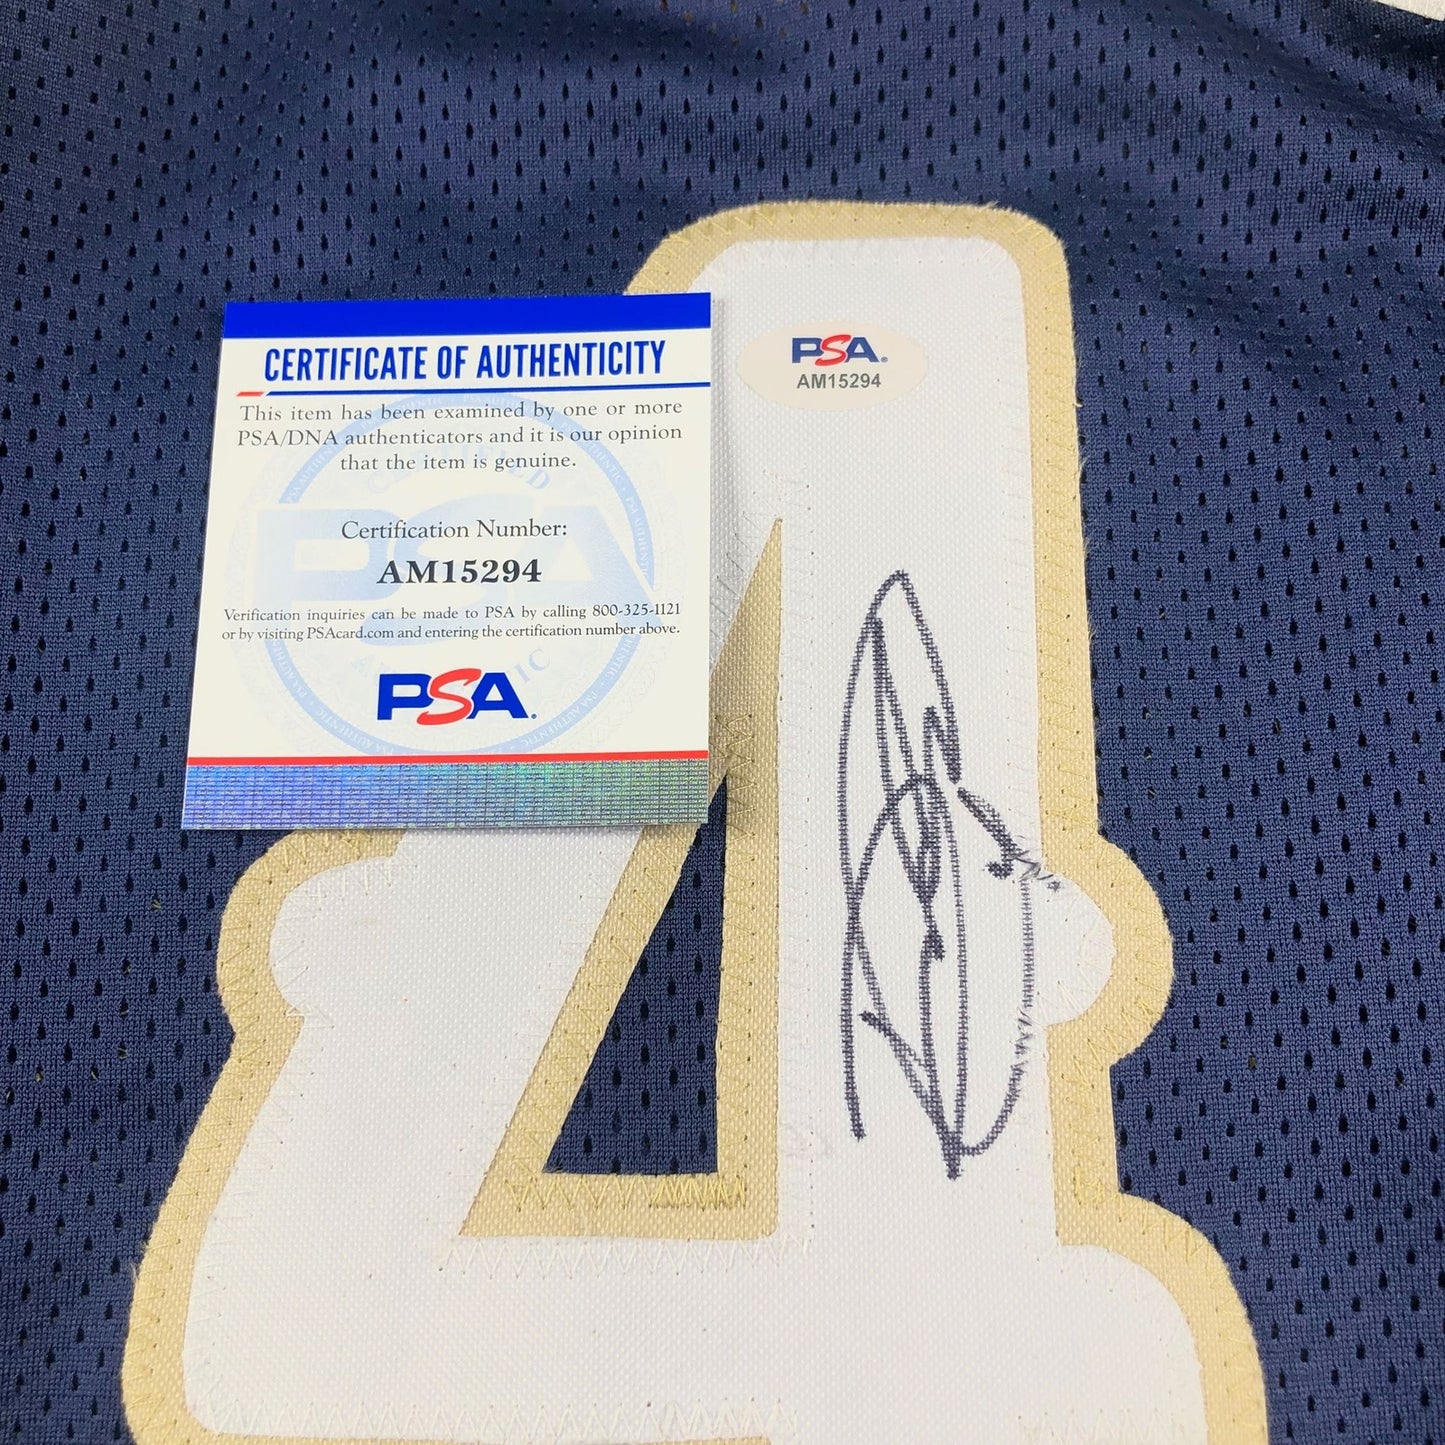 CERTIFICATE OF AUTHENTICITY
This item has been examined by one or more
PSA/DNA authenticators and it is our opinion
that the item is genuine.
Certification Number:
AM15294
Verification inquiries can be made to PSA by calling 800-325-1121
or by visiting PSAcard.com and entering the certification number above.
PSA.
PSA
AM15294
4